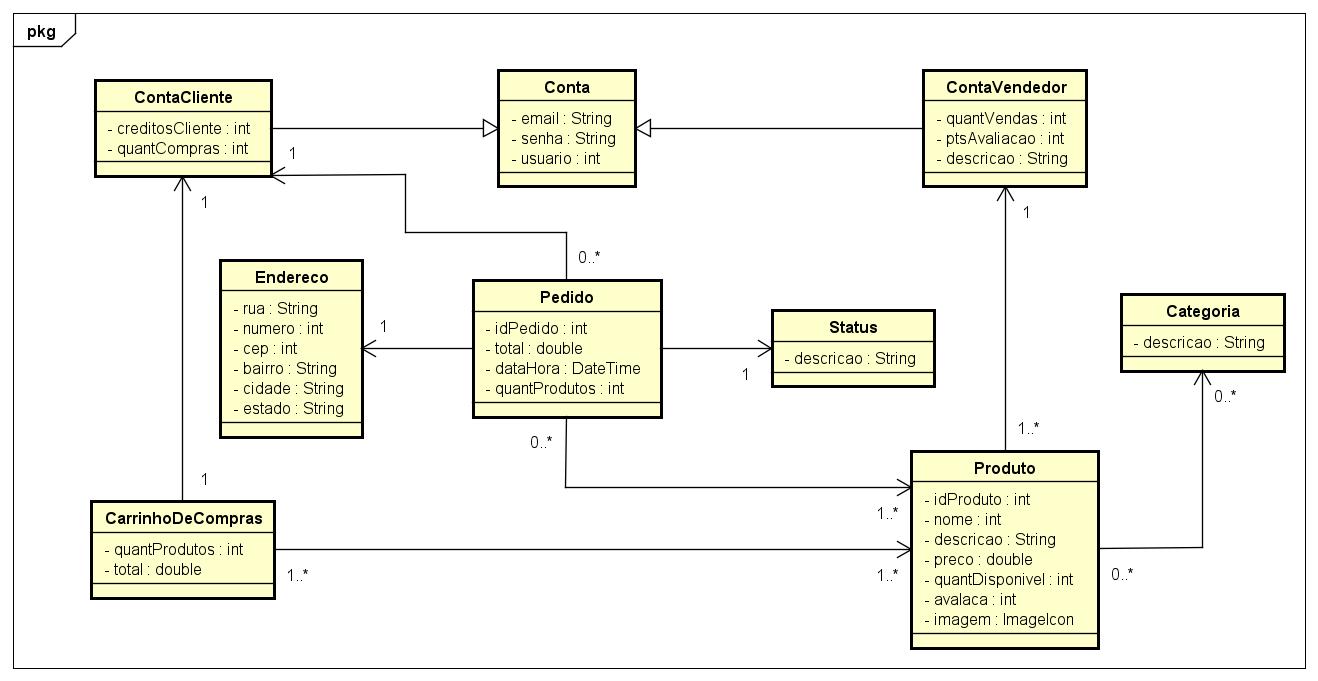 pkg
ContaCliente
- creditosCliente : int
- quantCompras : int
Conta
- email : String
- senha : String
- usuario : int
ContaVendedor
- quantVendas : int
- ptsAvaliacao : int
- descricao : String
1
1
1
0..*
Endereco
- rua : String
- numero : int
- cep : int
- bairro : String
- cidade : String
- estado : String
1
Pedido
- idPedido : int
- total : double
- dataHora : DateTime
- quantProdutos : int
Status
- descricao : String
1
Categoria
- descricao : String
0..*
0..*
1..*
1
CarrinhoDeCompras
- quantProdutos : int
- total : double
1..*
1..*
1..*
Produto
- idProduto : int
- nome : int
- descricao : String
- preco : double
- quantDisponivel : int
- avalaca : int
- imagem : ImageIcon
0..*